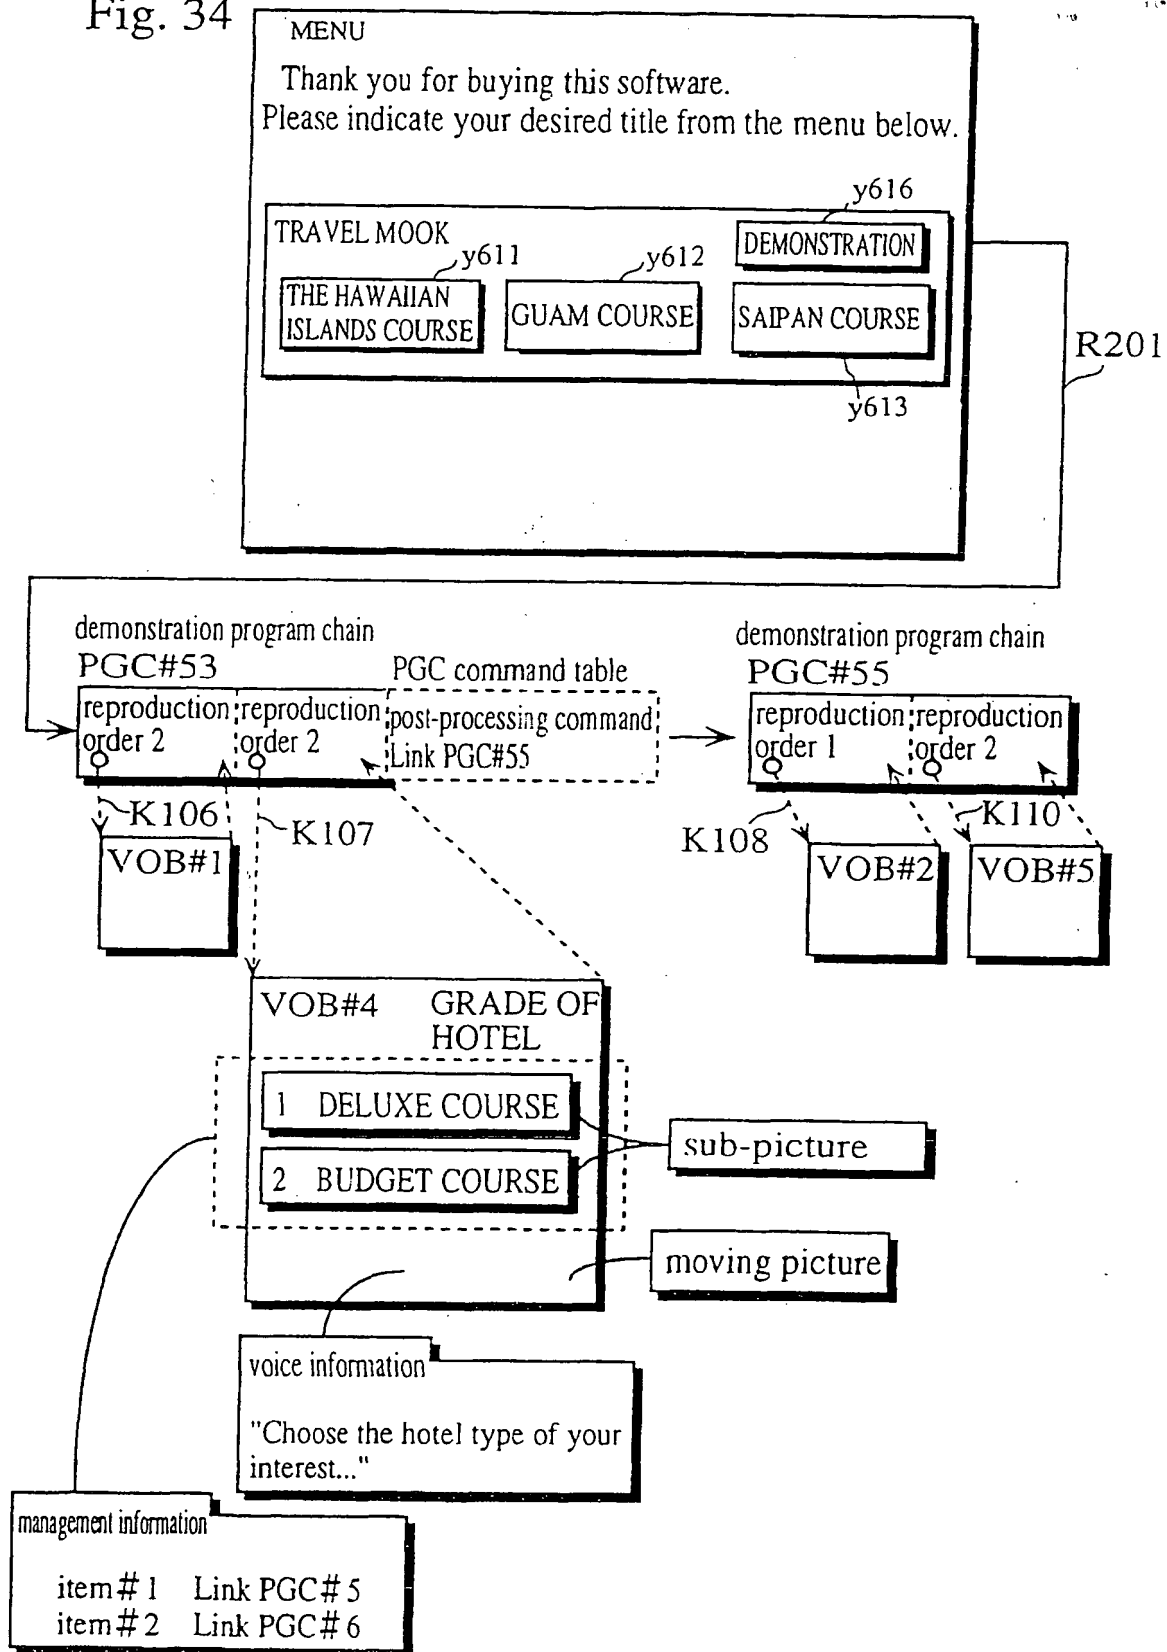 Fig. 34
MENU
Thank you for buying this software.
Please indicate your desired title from the menu below.
y616
TRAVEL MOOK
DEMONSTRATION
y611
y612
THE HAWAIIAN
ISLANDS COURSE
GUAM COURSE
SAIPAN COURSE
R201
y613
demonstration program chain
PGC#53
PGC command table
reproduction
order 2
reproduction
order 2
post-processing command
Link PGC#55
demonstration program chain
PGC#55
reproduction
order 1
reproduction
order 2
K106
K107
K108
K110
VOB#1
VOB#2
VOB#5
VOB#4
GRADE OF
HOTEL
1 DELUXE COURSE
2 BUDGET COURSE
sub-picture
moving picture
voice information
"Choose the hotel type of your
interest..."
management information
item#1 Link PGC#5
item#2 Link PGC#6